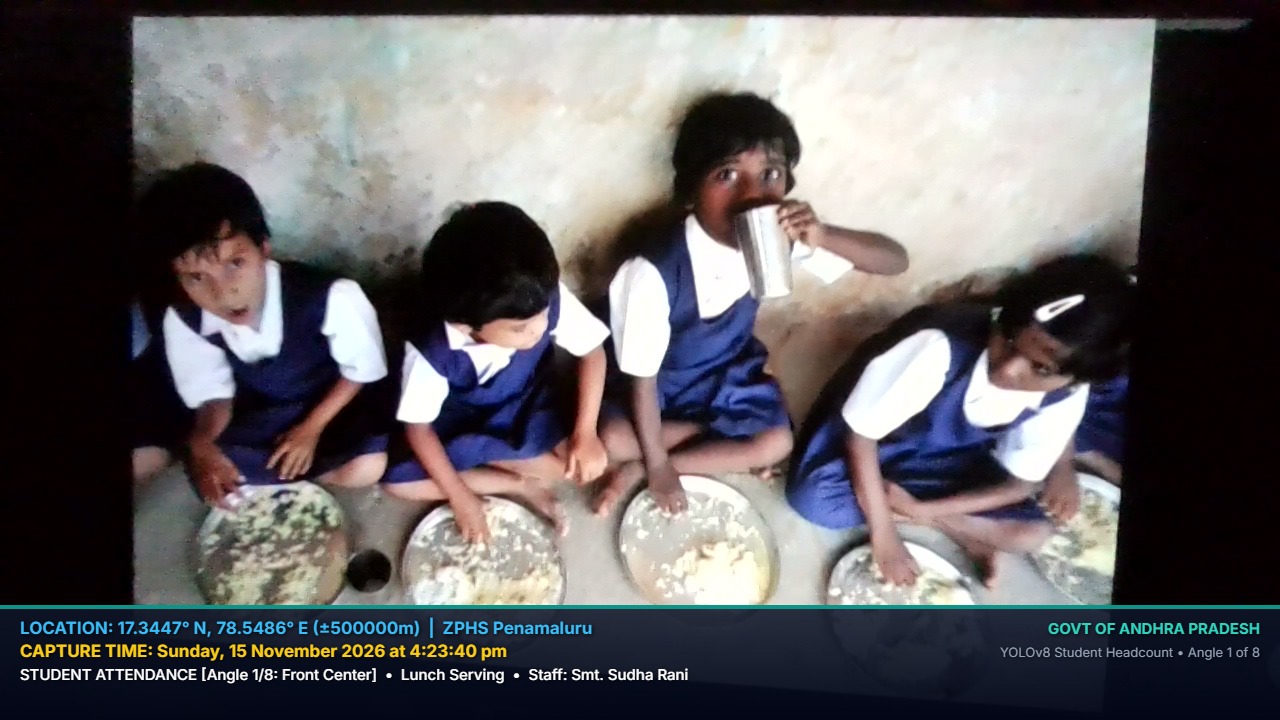 LOCATION: 17.3447° N, 78.5486° E (±500000m) | ZPHS Penamaluru
CAPTURE TIME: Sunday, 15 November 2026 at 4:23:40 pm
STUDENT ATTENDANCE [Angle 1/8: Front Center] • Lunch Serving • Staff: Smt. Sudha Rani
GOVT OF ANDHRA PRADESH
YOLOv8 Student Headcount • Angle 1 of 8